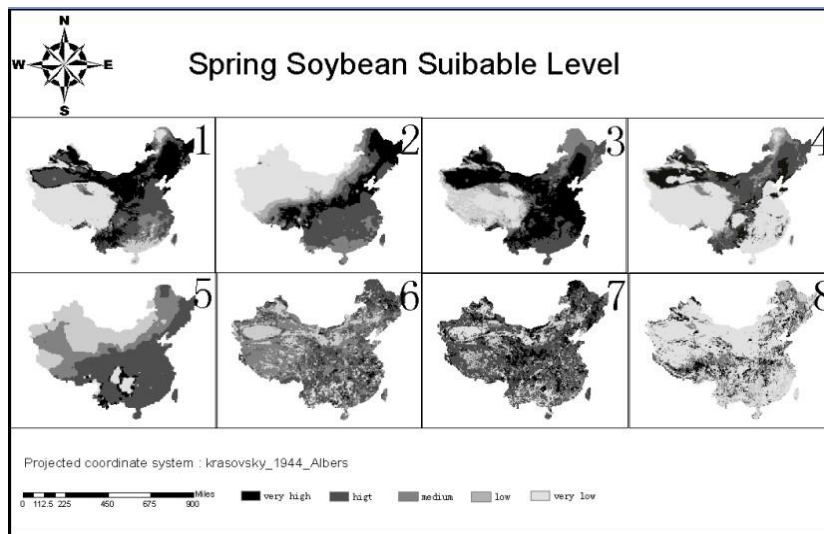 N
W E
S
Spring Soybean Suibable Level
1 2 3 4
5 6 7 8
Projected coordinate system : krasovsky_1944_Albers
Miles
0 112.5 225 450 675 900
very high higt medium low very low